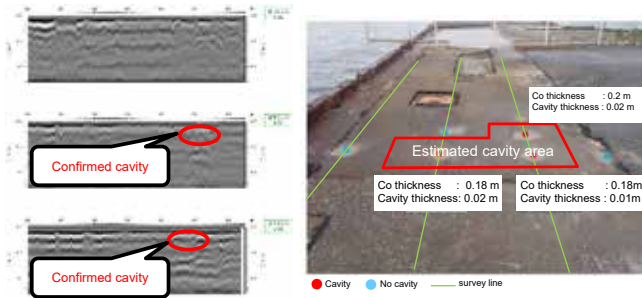 Confirmed cavity
Confirmed cavity
Co thickness : 0.2 m
Cavity thickness : 0.02 m
Estimated cavity area
Co thickness : 0.18 m
Cavity thickness: 0.02 m
Co thickness : 0.18m
Cavity thickness : 0.01m
Cavity
No cavity
survey line